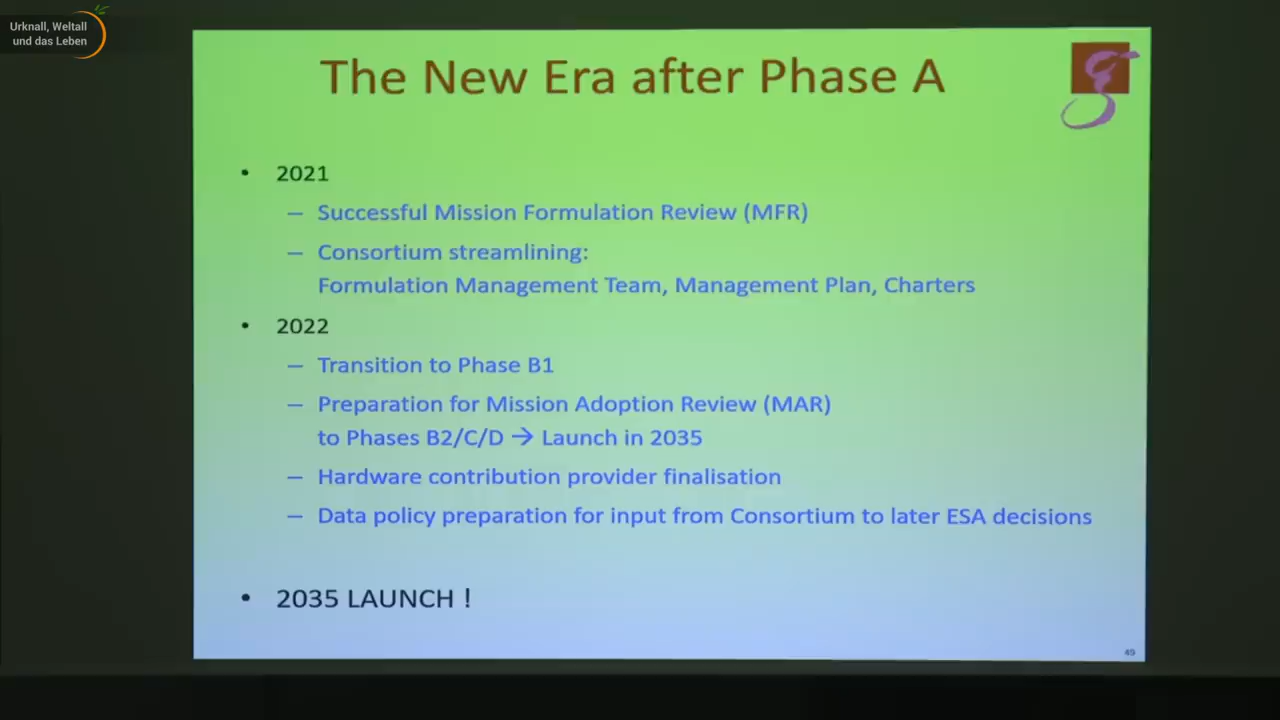 Urknall, Weltall
und das Leben
The New Era after Phase A
• 2021
– Successful Mission Formulation Review (MFR)
– Consortium streamlining:
Formulation Management Team, Management Plan, Charters
• 2022
– Transition to Phase B1
– Preparation for Mission Adoption Review (MAR)
to Phases B2/C/D → Launch in 2035
– Hardware contribution provider finalisation
– Data policy preparation for input from Consortium to later ESA decisions
• 2035 LAUNCH !
49